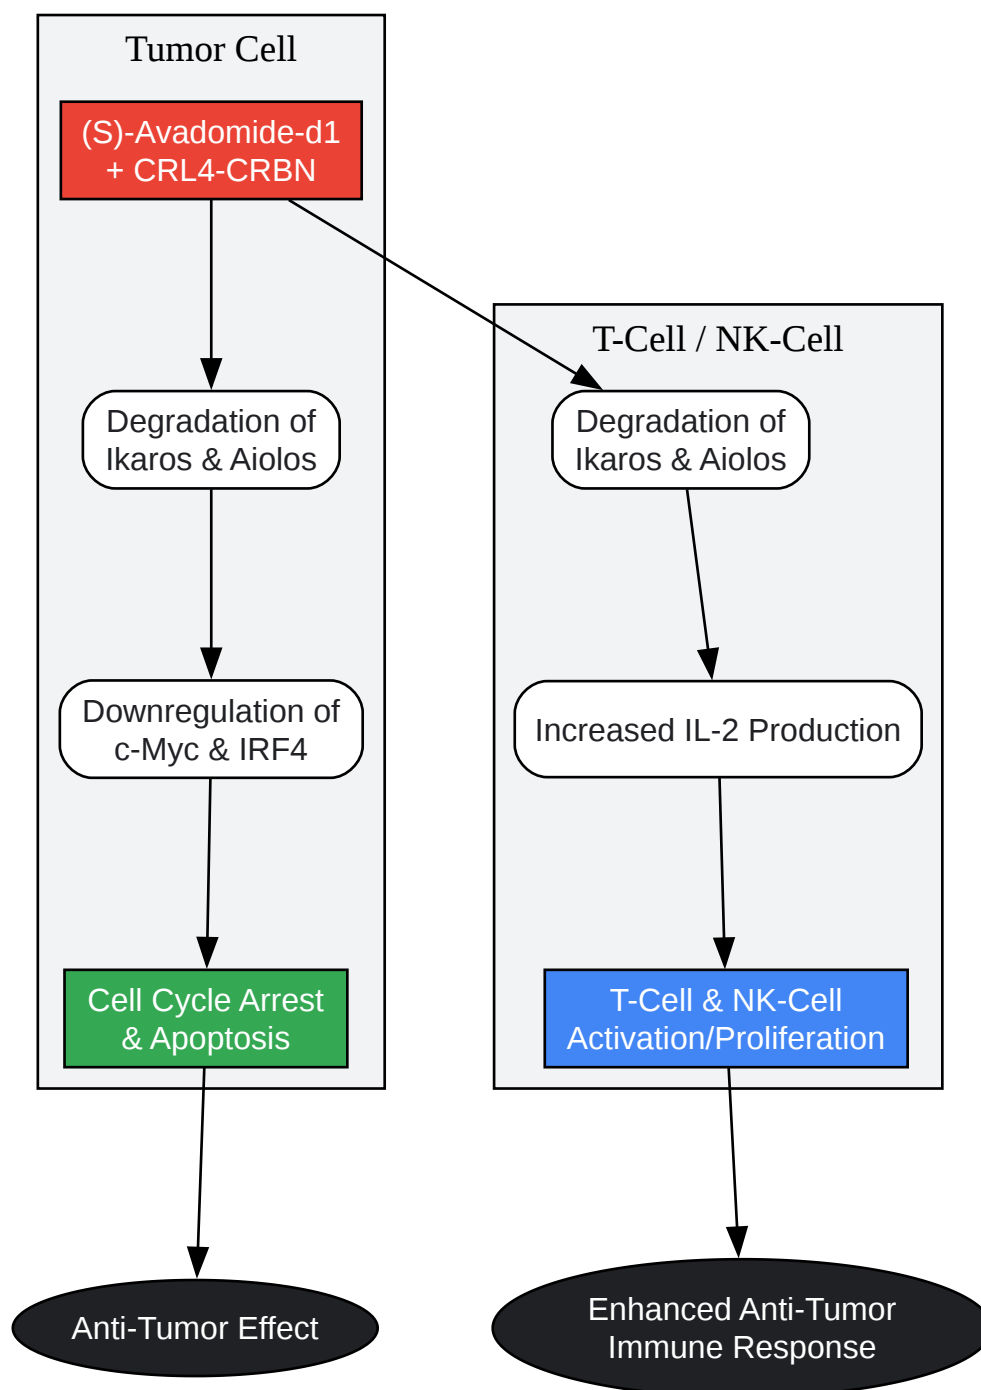 Tumor Cell
(S)-Avadomide-d1
+ CRL4-CRBN
Degradation of
Ikaros & Aiolos
Downregulation of
c-Myc & IRF4
Cell Cycle Arrest
& Apoptosis
Anti-Tumor Effect
T-Cell / NK-Cell
Degradation of
Ikaros & Aiolos
Increased IL-2 Production
T-Cell & NK-Cell
Activation/Proliferation
Enhanced Anti-Tumor
Immune Response